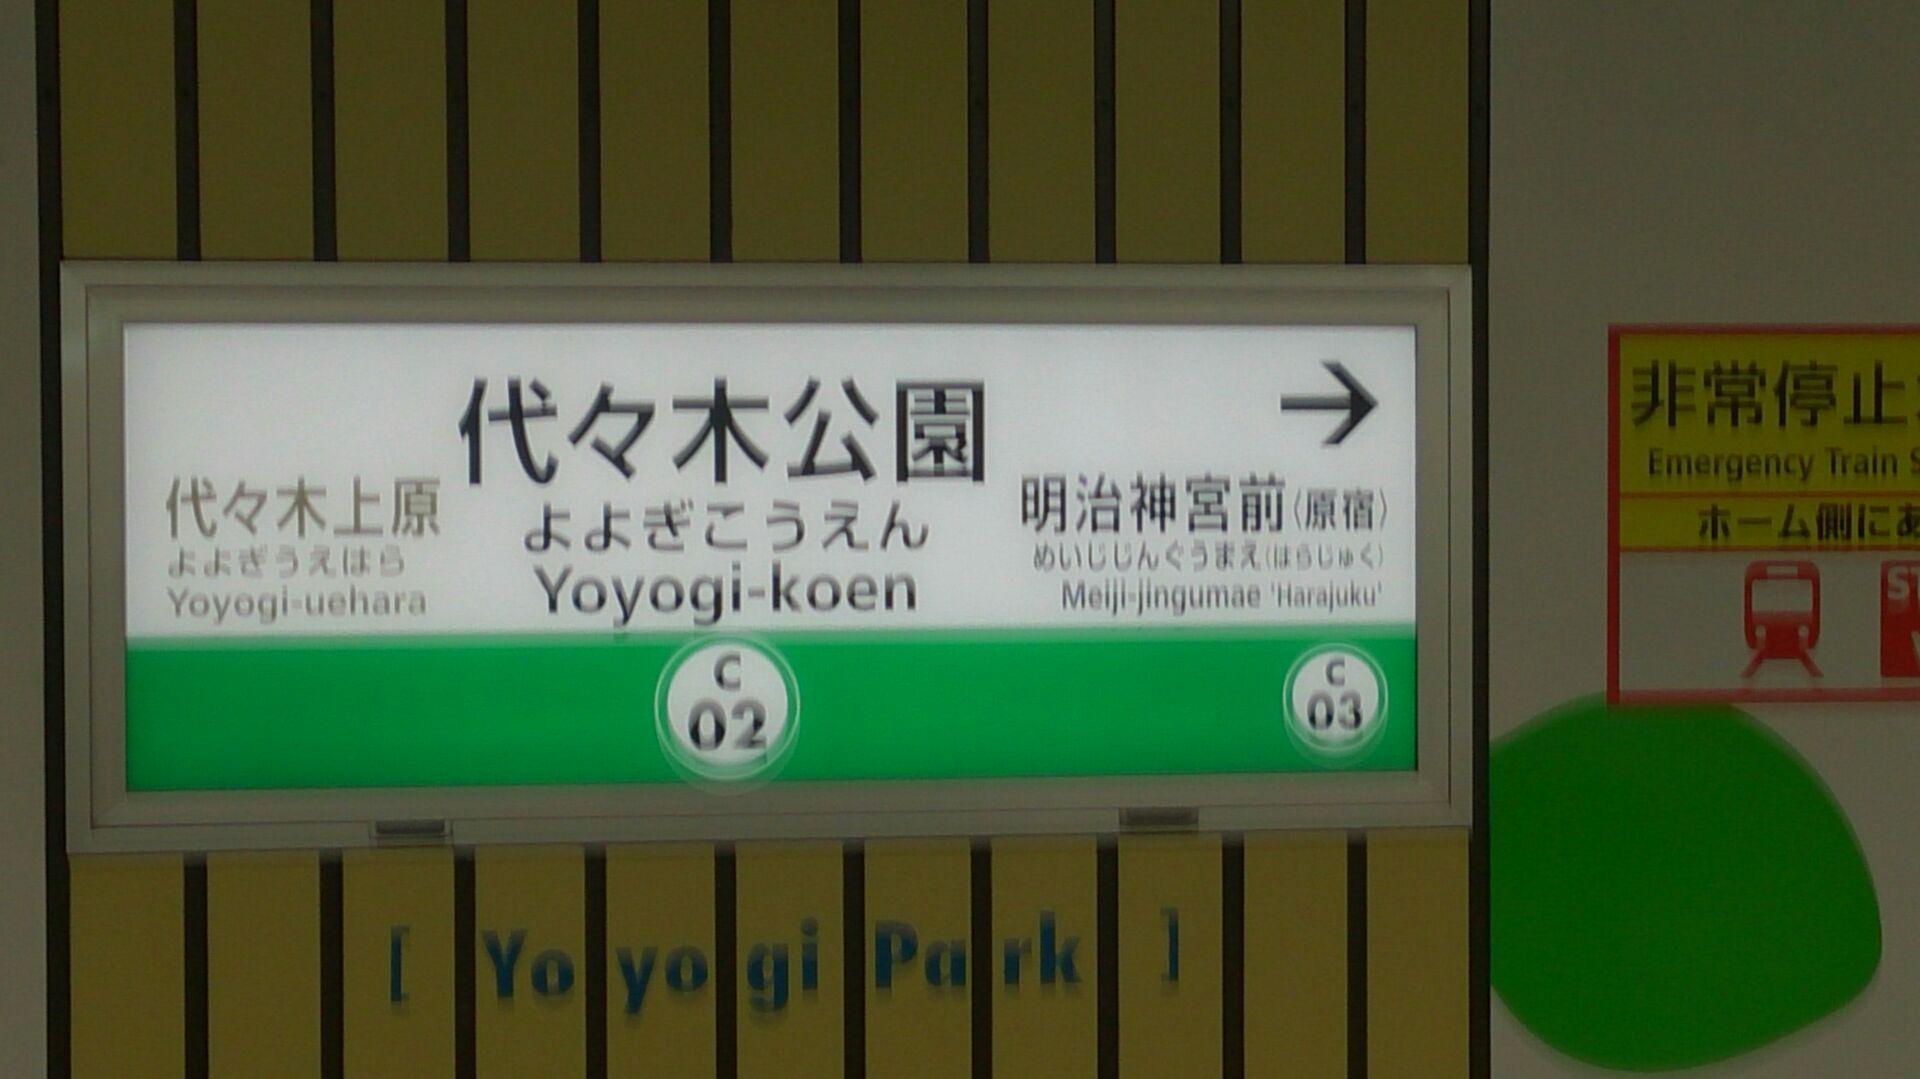 代々木公園
よよぎこうえん
Yoyogi-koen
代々木上原
よよぎうえはら
Yoyogi-uehara
→
明治神宮前(原宿)
めいじじんぐうまえ(はらじゅく)
Meiji-jingumae 'Harajuku'
C
02
C
03
[ Yoyogi Park ]
非常停止
Emergency Train
ホーム側にあ